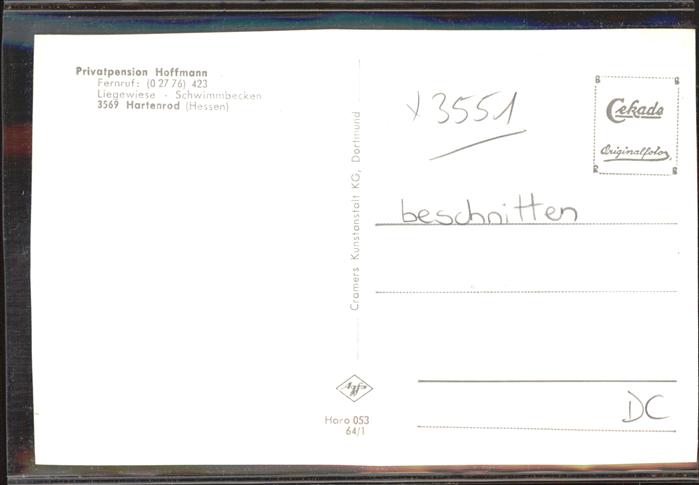 Privatpension Hoffmann
Fernruf: (0 27 76) 423
Liegewiese - Schwimmbecken
3569 Hartenrod (Hessen)
Cramers Kunstanstalt KG, Dortmund
Agfa
Haro 053
64/1
x3551
Cekade
Originalfoto
beschnitten
DC